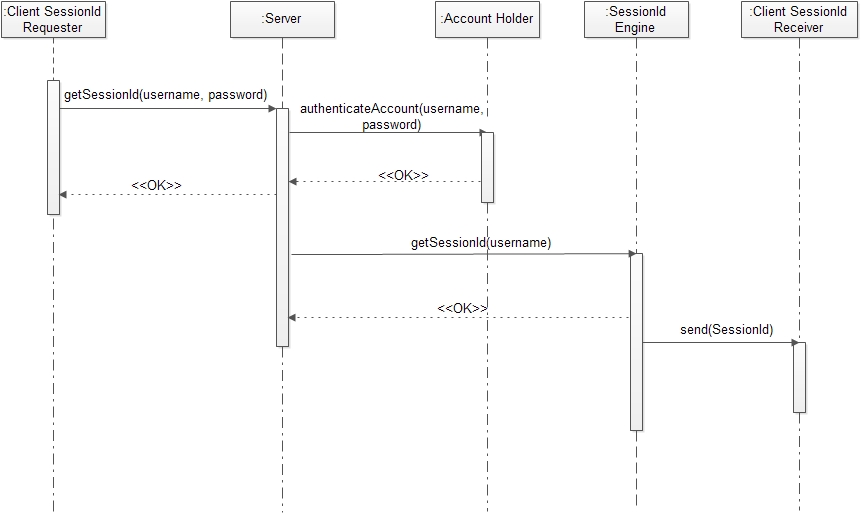 :Client SessionId
Requester
:Server
:Account Holder
:SessionId
Engine
:Client SessionId
Receiver
getSessionId(username, password)
authenticateAccount(username,
password)
<<OK>>
<<OK>>
getSessionId(username)
<<OK>>
send(SessionId)